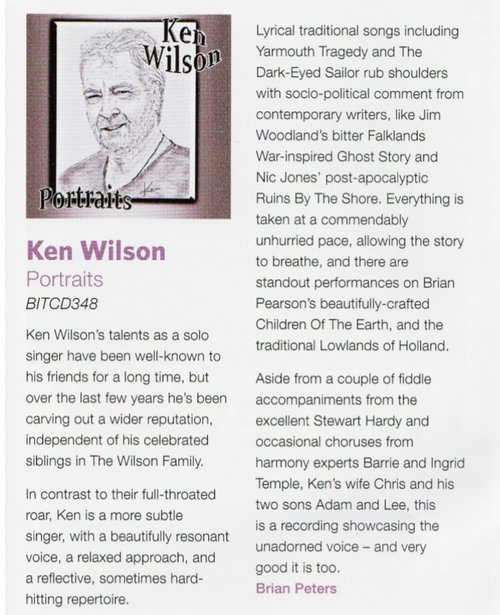 Ken
Wilson
Portraits
Ken Wilson
Portraits
BITCD348
Ken Wilson's talents as a solo
singer have been well-known to
his friends for a long time, but
over the last few years he's been
carving out a wider reputation,
independent of his celebrated
siblings in The Wilson Family.
In contrast to their full-throated
roar, Ken is a more subtle
singer, with a beautifully resonant
voice, a relaxed approach, and
a reflective, sometimes hard-
hitting repertoire.
Lyrical traditional songs including
Yarmouth Tragedy and The
Dark-Eyed Sailor rub shoulders
with socio-political comment from
contemporary writers, like Jim
Woodland's bitter Falklands
War-inspired Ghost Story and
Nic Jones' post-apocalyptic
Ruins By The Shore. Everything is
taken at a commendably
unhurried pace, allowing the story
to breathe, and there are
standout performances on Brian
Pearson's beautifully-crafted
Children Of The Earth, and the
traditional Lowlands of Holland.
Aside from a couple of fiddle
accompaniments from the
excellent Stewart Hardy and
occasional choruses from
harmony experts Barrie and Ingrid
Temple, Ken's wife Chris and his
two sons Adam and Lee, this
is a recording showcasing the
unadorned voice – and very
good it is too.
Brian Peters